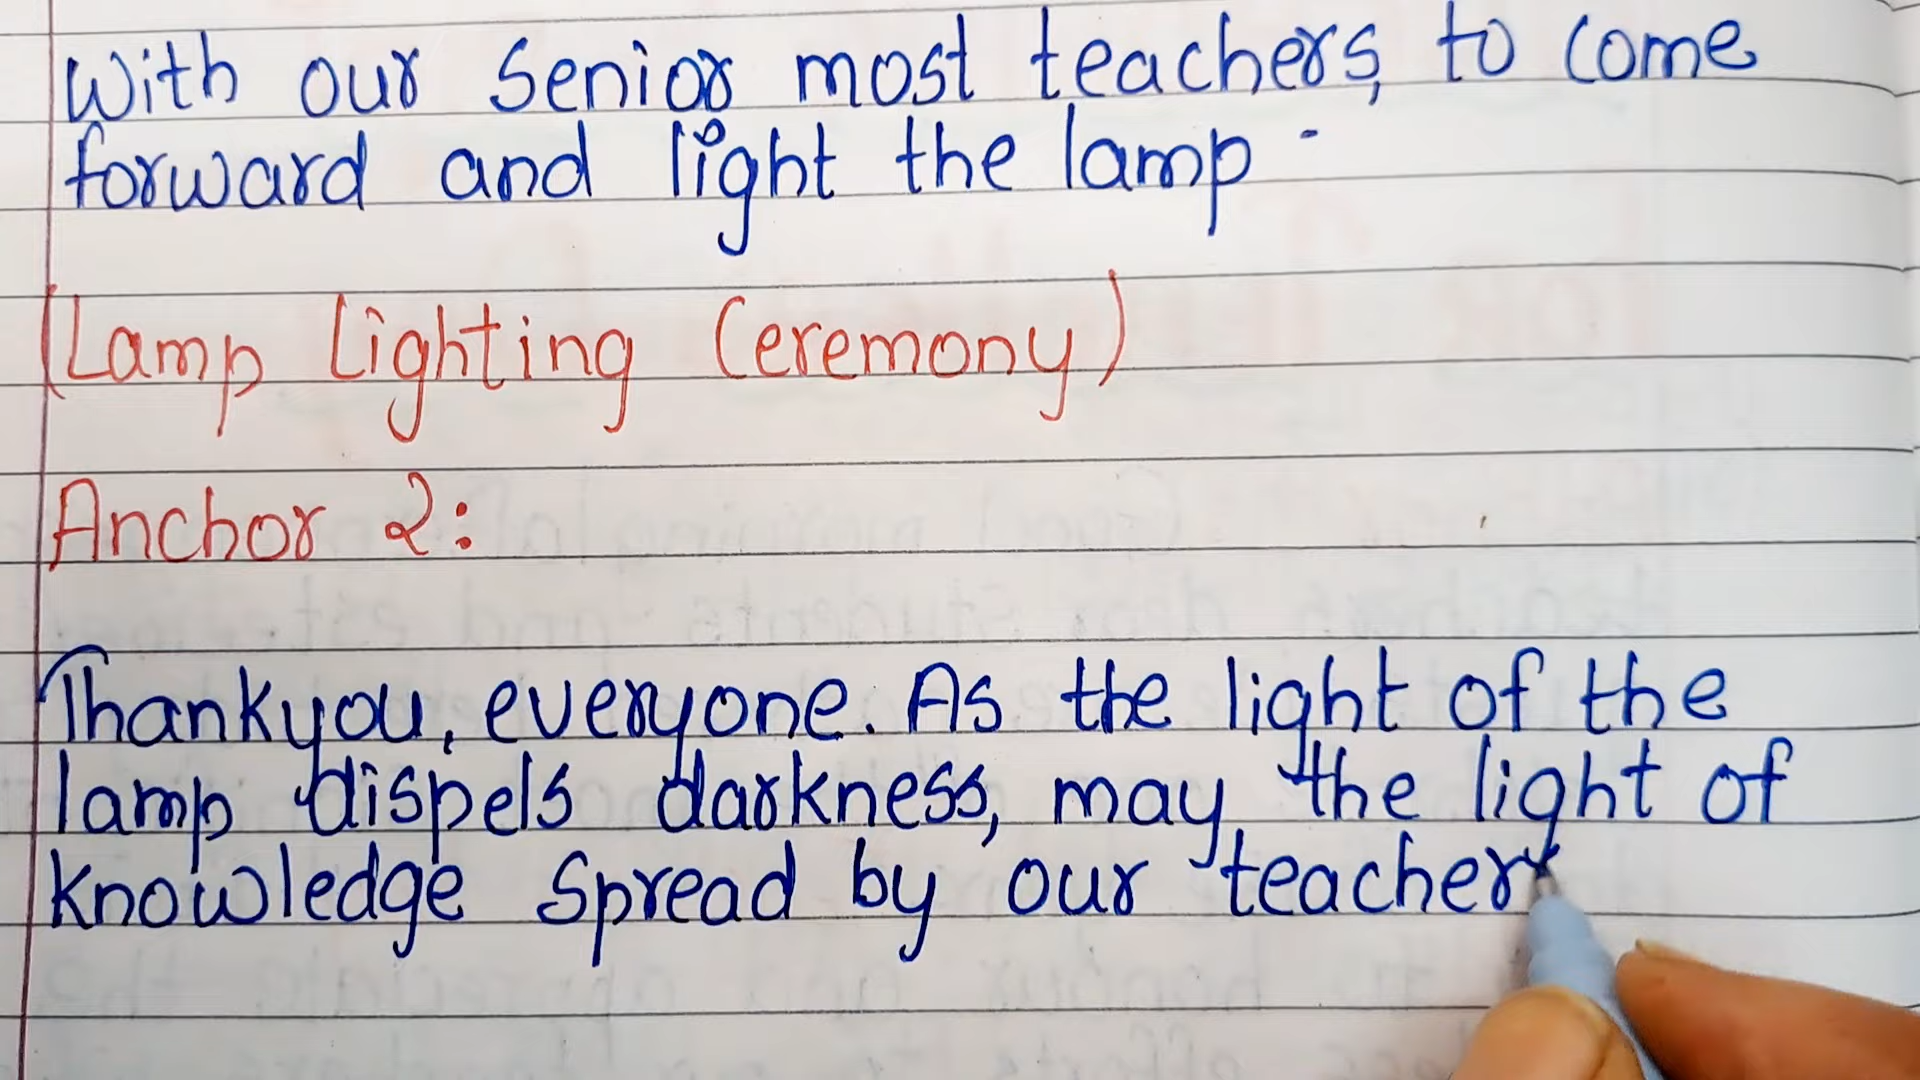 With our Senior most teachers, to come
forward and light the lamp.
(Lamp Lighting Ceremony)
Anchor 2:
Thankyou, everyone. As the light of the
lamp dispels darkness, may the light of
knowledge Spread by our teacher